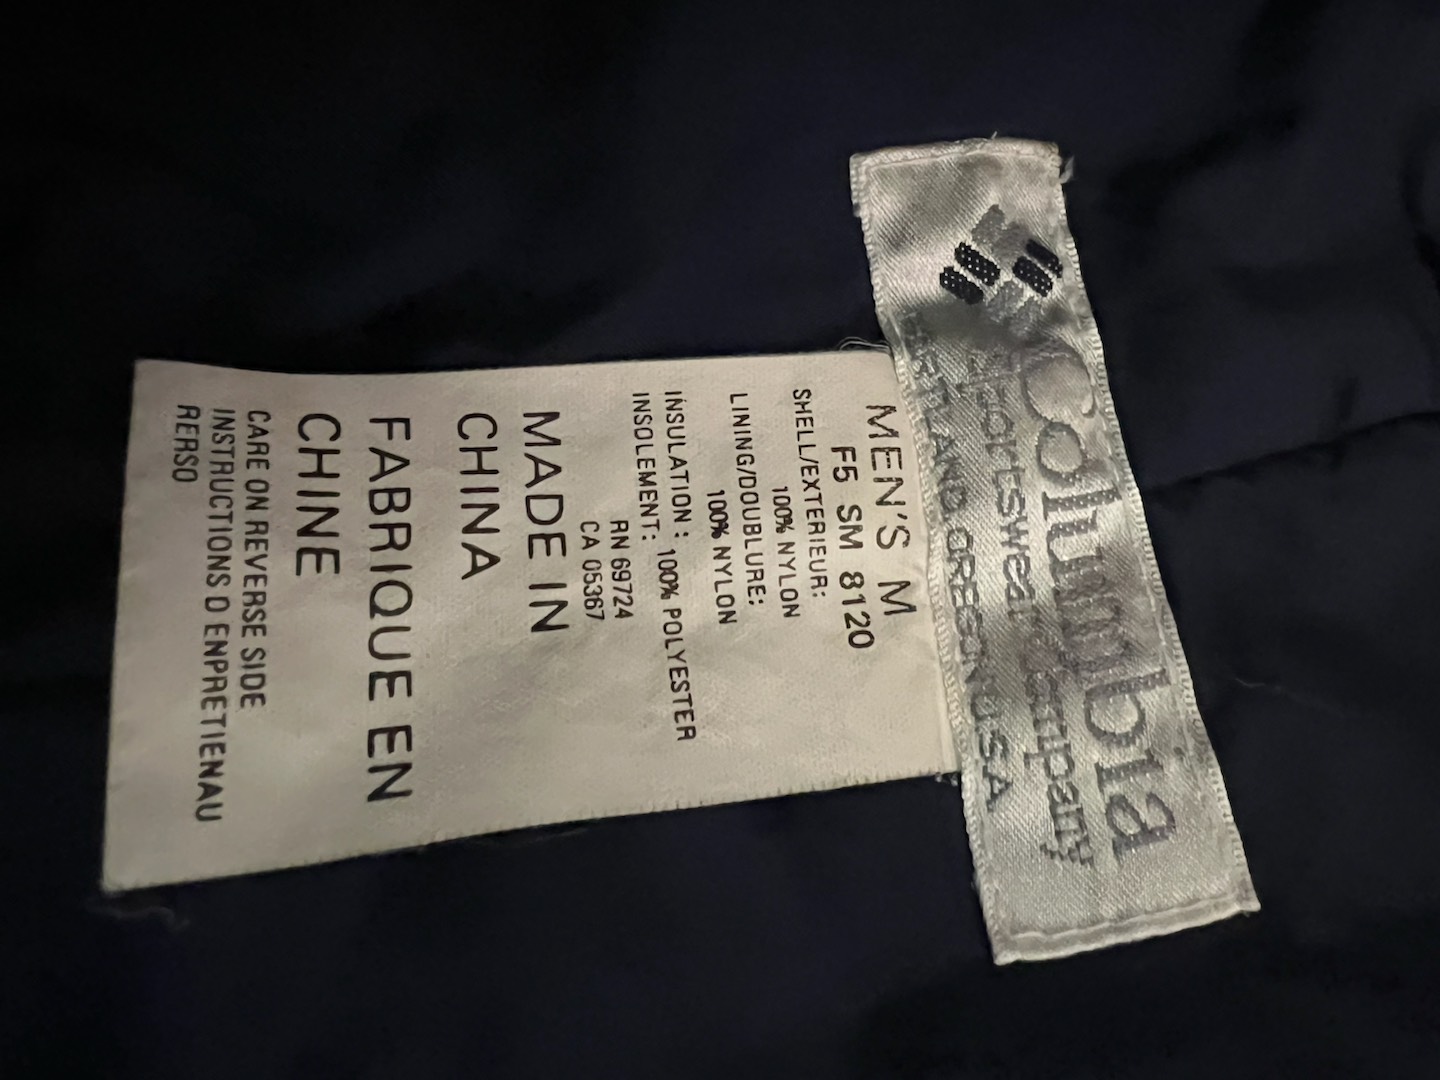 Columbia
Sportswear Company
PORTLAND OREGON USA
MEN'S M
F5 SM 8120
SHELL/EXTERIEUR:
100% NYLON
LINING/DOUBLURE:
100% NYLON
INSULATION : 100% POLYESTER
INSOLEMENT:
RN 69724
CA 05367
MADE IN
CHINA
FABRIQUE EN
CHINE
CARE ON REVERSE SIDE
INSTRUCTIONS D ENPRETIENAU
RERSO